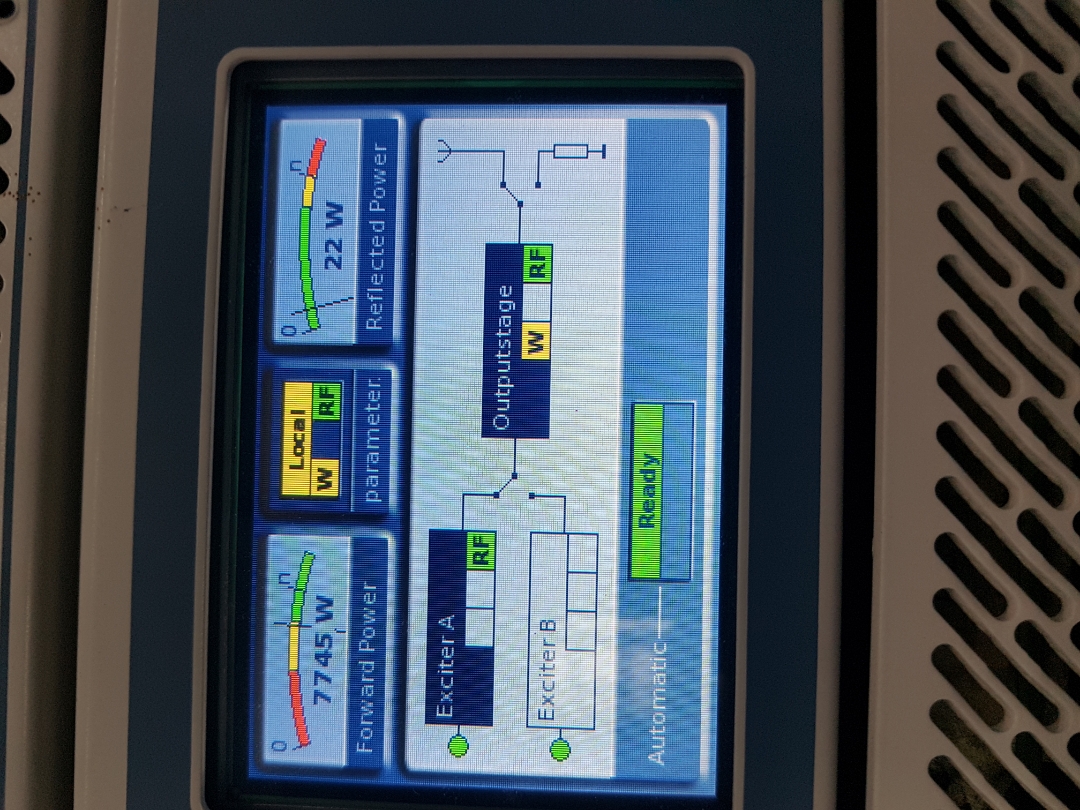 0 n
7745 W
Forward Power
Local
W RF
parameter.
0 n
22 W
Reflected Power
Exciter A
RF
Exciter B
Outputstage
W RF
Automatic
Ready